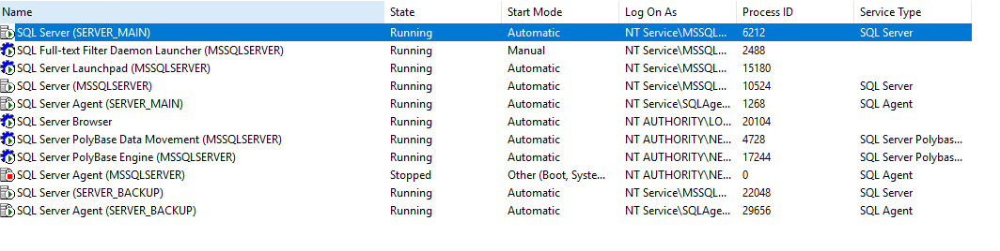 Name State Start Mode Log On As Process ID Service Type
SQL Server (SERVER_MAIN) Running Automatic NT Service\MSSQL... 6212 SQL Server
SQL Full-text Filter Daemon Launcher (MSSQLSERVER) Running Manual NT Service\MSSQL... 2488
SQL Server Launchpad (MSSQLSERVER) Running Automatic NT Service\MSSQL... 15180
SQL Server (MSSQLSERVER) Running Automatic NT Service\MSSQL... 10524 SQL Server
SQL Server Agent (SERVER_MAIN) Running Automatic NT Service\SQLAge... 1268 SQL Agent
SQL Server Browser Running Automatic NT AUTHORITY\LO... 20104
SQL Server PolyBase Data Movement (MSSQLSERVER) Running Automatic NT AUTHORITY\NE... 4728 SQL Server Polybas...
SQL Server PolyBase Engine (MSSQLSERVER) Running Automatic NT AUTHORITY\NE... 17244 SQL Server Polybas...
SQL Server Agent (MSSQLSERVER) Stopped Other (Boot, Syste... NT AUTHORITY\NE... 0 SQL Agent
SQL Server (SERVER_BACKUP) Running Automatic NT Service\MSSQL... 22048 SQL Server
SQL Server Agent (SERVER_BACKUP) Running Automatic NT Service\SQLAge... 29656 SQL Agent